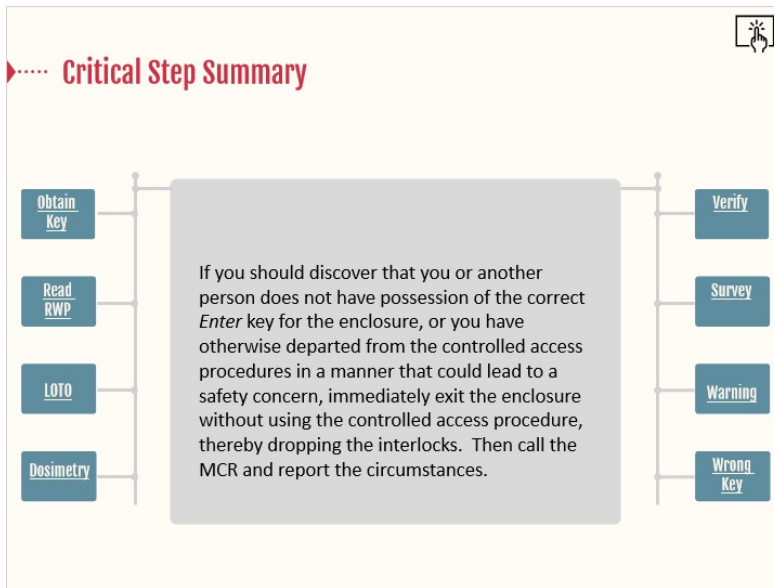 Critical Step Summary
Obtain
Key
Read
RWP
LOTO
Dosimetry
If you should discover that you or another
person does not have possession of the correct
Enter key for the enclosure, or you have
otherwise departed from the controlled access
procedures in a manner that could lead to a
safety concern, immediately exit the enclosure
without using the controlled access procedure,
thereby dropping the interlocks.  Then call the
MCR and report the circumstances.
Verify
Survey
Warning
Wrong
Key